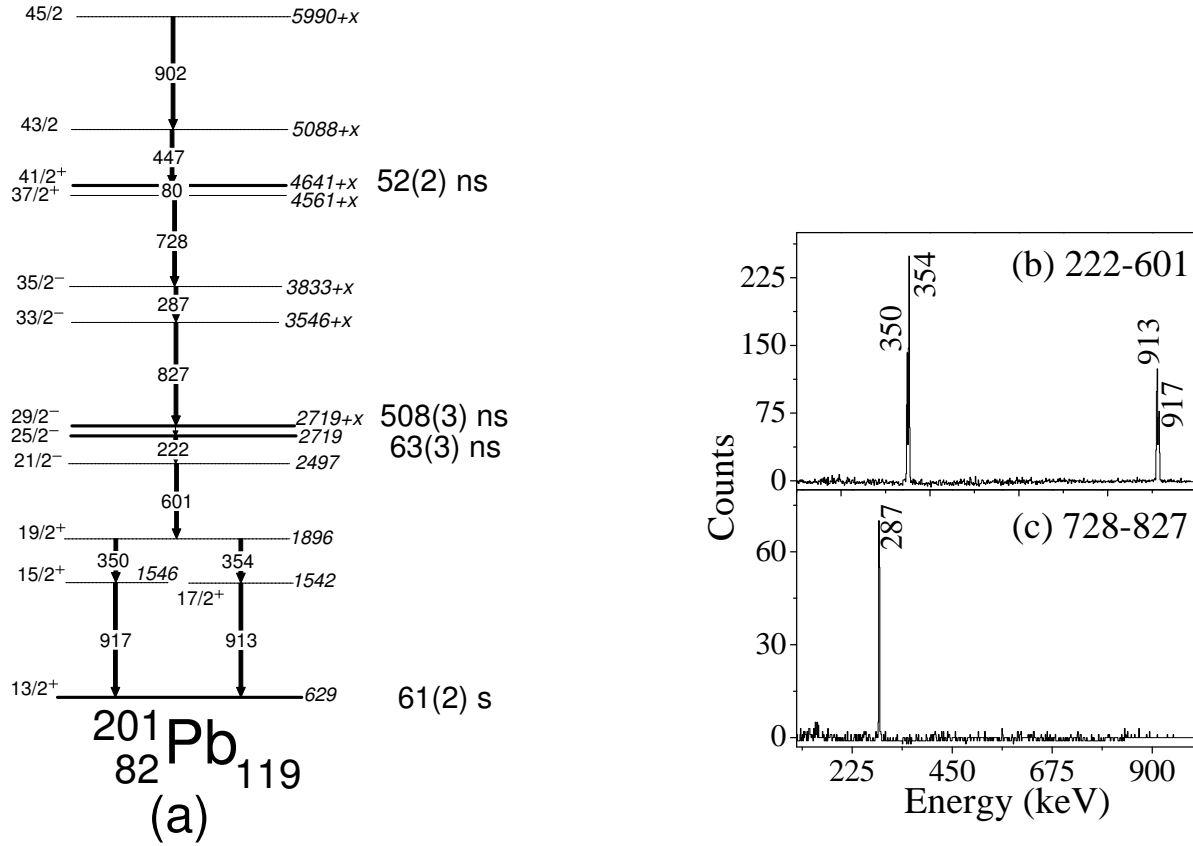 45/2 5990+x
902
43/2 5088+x
447
41/2⁺ 4641+x 52(2) ns
80
37/2⁺ 4561+x
728
35/2⁻ 3833+x
287
33/2⁻ 3546+x
827
29/2⁻ 2719+x 508(3) ns
25/2⁻ 2719 63(3) ns
222
21/2⁻ 2497
601
19/2⁺ 1896
350 354
15/2⁺ 1546 1542
17/2⁺
917 913
13/2⁺ 629 61(2) s
²⁰¹₈₂Pb₁₁₉
(a)
(b) 222-601
350
354
913
917
225
150
75
0
Counts
(c) 728-827
287
60
30
0
225 450 675 900
Energy (keV)